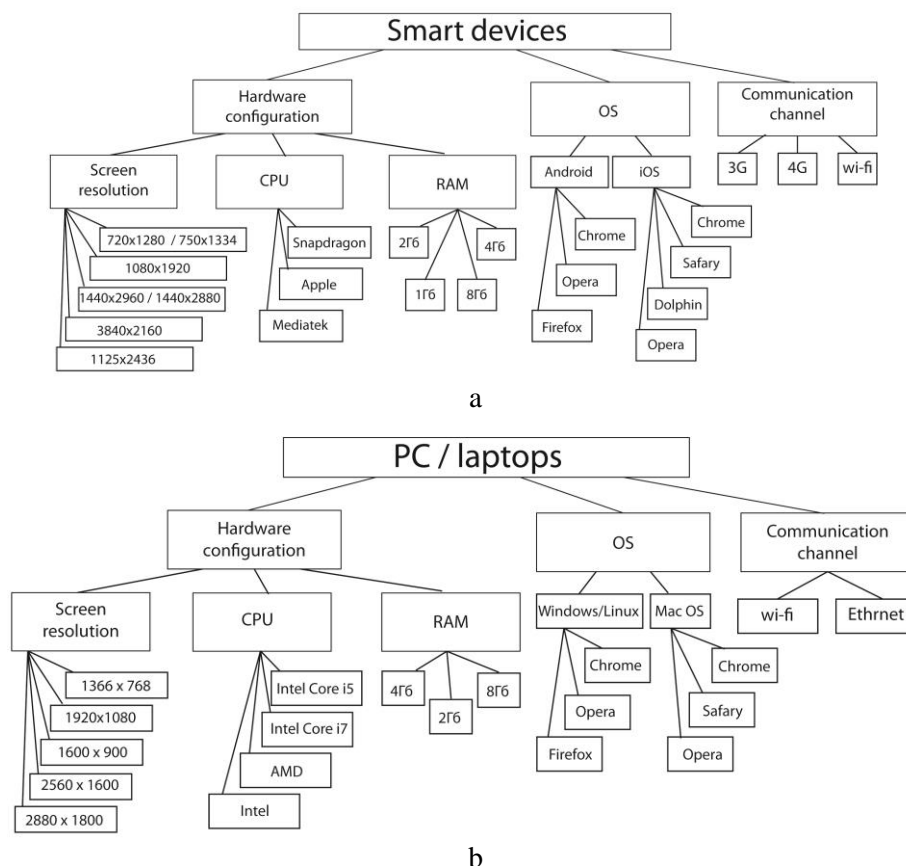 Smart devices
Hardware
configuration
OS
Communication
channel
Screen
resolution
CPU
RAM
Android
iOS
3G
4G
wi-fi
720x1280 / 750x1334
1080x1920
1440x2960 / 1440x2880
3840x2160
1125x2436
Snapdragon
Apple
Mediatek
2Гб
4Гб
1Гб
8Гб
Chrome
Opera
Firefox
Chrome
Safary
Dolphin
Opera
a
PC / laptops
Hardware
configuration
OS
Communication
channel
Screen
resolution
CPU
RAM
Windows/Linux
Mac OS
wi-fi
Ethrnet
1366 x 768
1920x1080
1600 x 900
2560 x 1600
2880 x 1800
Intel Core i5
Intel Core i7
AMD
Intel
4Гб
2Гб
8Гб
Chrome
Opera
Firefox
Chrome
Safary
Opera
b